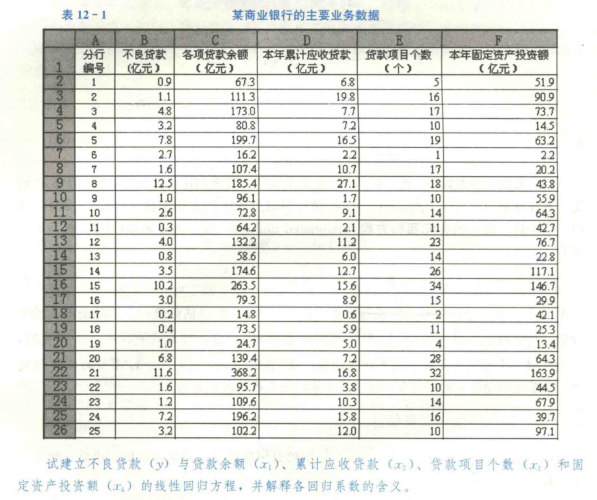 表 12-1 某商业银行的主要业务数据
A B C D E F
1 分行编号 不良贷款(亿元) 各项贷款余额(亿元) 本年累计应收贷款(亿元) 贷款项目个数(个) 本年固定资产投资额(亿元)
2 1 0.9 67.3 6.8 5 51.9
3 2 1.1 111.3 19.8 16 90.9
4 3 4.8 173.0 7.7 17 73.7
5 4 3.2 80.8 7.2 10 14.5
6 5 7.8 199.7 16.5 19 63.2
7 6 2.7 16.2 2.2 1 2.2
8 7 1.6 107.4 10.7 17 20.2
9 8 12.5 185.4 27.1 18 43.8
10 9 1.0 96.1 1.7 10 55.9
11 10 2.6 72.8 9.1 14 64.3
12 11 0.3 64.2 2.1 11 42.7
13 12 4.0 132.2 11.2 23 76.7
14 13 0.8 58.6 6.0 14 22.8
15 14 3.5 174.6 12.7 26 117.1
16 15 10.2 263.5 15.6 34 146.7
17 16 3.0 79.3 8.9 15 29.9
18 17 0.2 14.8 0.6 2 42.1
19 18 0.4 73.5 5.9 11 25.3
20 19 1.0 24.7 5.0 4 13.4
21 20 6.8 139.4 7.2 28 64.3
22 21 11.6 368.2 16.8 32 163.9
23 22 1.6 95.7 3.8 10 44.5
24 23 1.2 109.6 10.3 14 67.9
25 24 7.2 196.2 15.8 16 39.7
26 25 3.2 102.2 12.0 10 97.1
试建立不良贷款（y）与贷款余额（x₁）、累计应收贷款（x₂）、贷款项目个数（x₃）和固
定资产投资额（x₄）的线性回归方程，并解释各回归系数的含义。